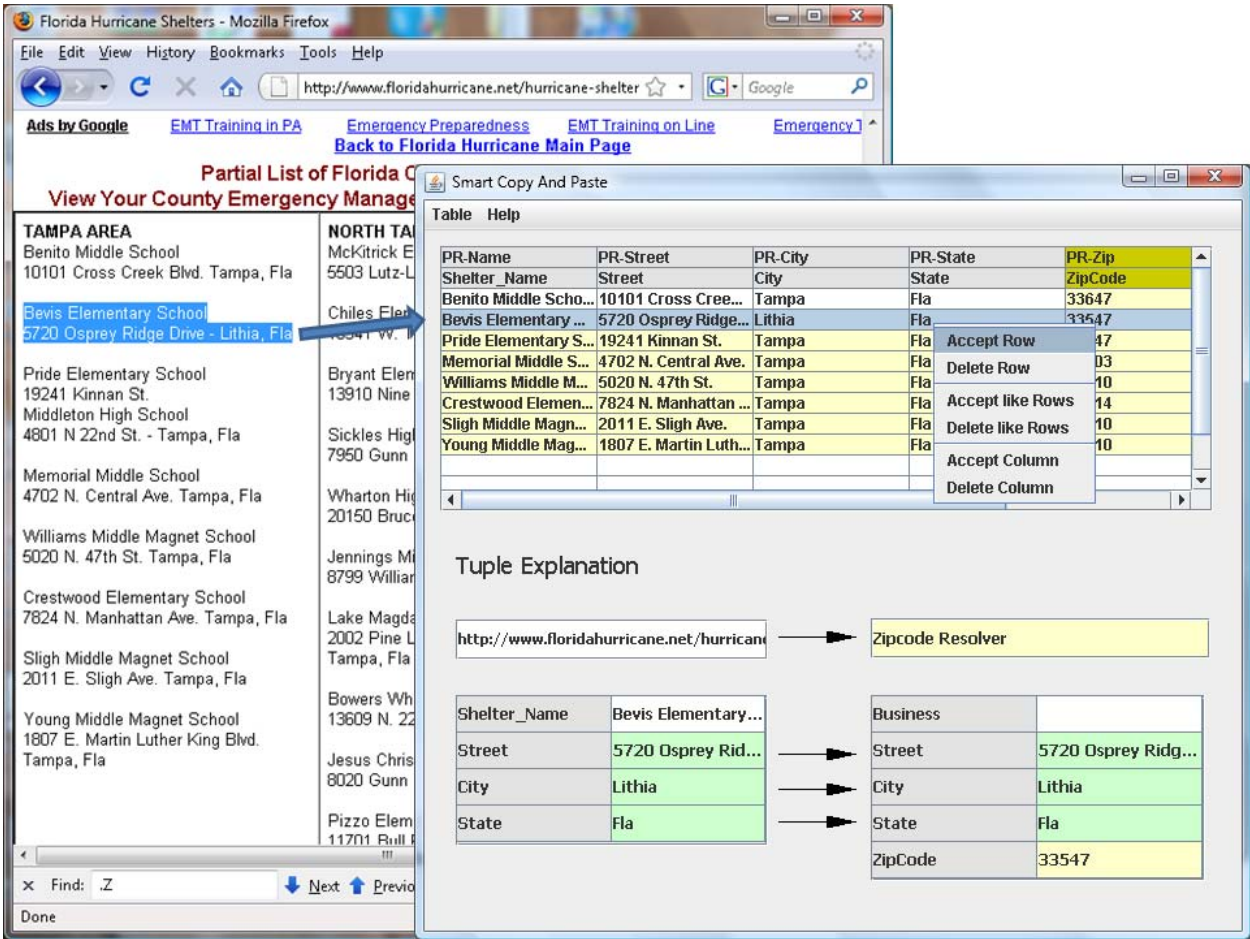 Florida Hurricane Shelters - Mozilla Firefox
File Edit View History Bookmarks Tools Help
http://www.floridahurricane.net/hurricane-shelter
G Google
Ads by Google EMT Training in PA Emergency Preparedness EMT Training on Line Emergency
Back to Florida Hurricane Main Page
Partial List of Florida
View Your County Emergency
TAMPA AREA
Benito Middle School
10101 Cross Creek Blvd. Tampa, Fla
Bevis Elementary School
5720 Osprey Ridge Drive - Lithia, Fla
Pride Elementary School
19241 Kinnan St.
Middleton High School
4801 N 22nd St. - Tampa, Fla
Memorial Middle School
4702 N. Central Ave. Tampa, Fla
Williams Middle Magnet School
5020 N. 47th St. Tampa, Fla
Crestwood Elementary School
7824 N. Manhattan Ave. Tampa, Fla
Sligh Middle Magnet School
2011 E. Sligh Ave. Tampa, Fla
Young Middle Magnet School
1807 E. Martin Luther King Blvd.
Tampa, Fla
NORTH
McKitrick
5503
Chiles
Bryant
13910 Nine
Sickles
7950 Gunn
Wharton
20150
Jennings
8799
Lake
2002 Pine
Tampa, Fla
Bowers
13609 N. 22
Jesus
8020 Gunn
Pizzo
11701
Find: .Z Next
Done
Smart Copy And Paste
Table Help
PR-Name PR-Street PR-City PR-State PR-Zip
Shelter_Name Street City State ZipCode
Benito Middle Scho... 10101 Cross Cree... Tampa Fla 33647
Bevis Elementary ... 5720 Osprey Ridge... Lithia Fla 33547
Pride Elementary S... 19241 Kinnan St. Tampa Fla 47
Memorial Middle S... 4702 N. Central Ave. Tampa Fla 03
Williams Middle M... 5020 N. 47th St. Tampa Fla 10
Crestwood Elemen... 7824 N. Manhattan ... Tampa Fla 14
Sligh Middle Magn... 2011 E. Sligh Ave. Tampa Fla 10
Young Middle Mag... 1807 E. Martin Luth... Tampa Fla 10
Accept Row
Delete Row
Accept like Rows
Delete like Rows
Accept Column
Delete Column
Tuple Explanation
http://www.floridahurricane.net/hurrican Zipcode Resolver
Shelter_Name Bevis Elementary...
Street 5720 Osprey Rid...
City Lithia
State Fla
Business
Street 5720 Osprey Ridg...
City Lithia
State Fla
ZipCode 33547